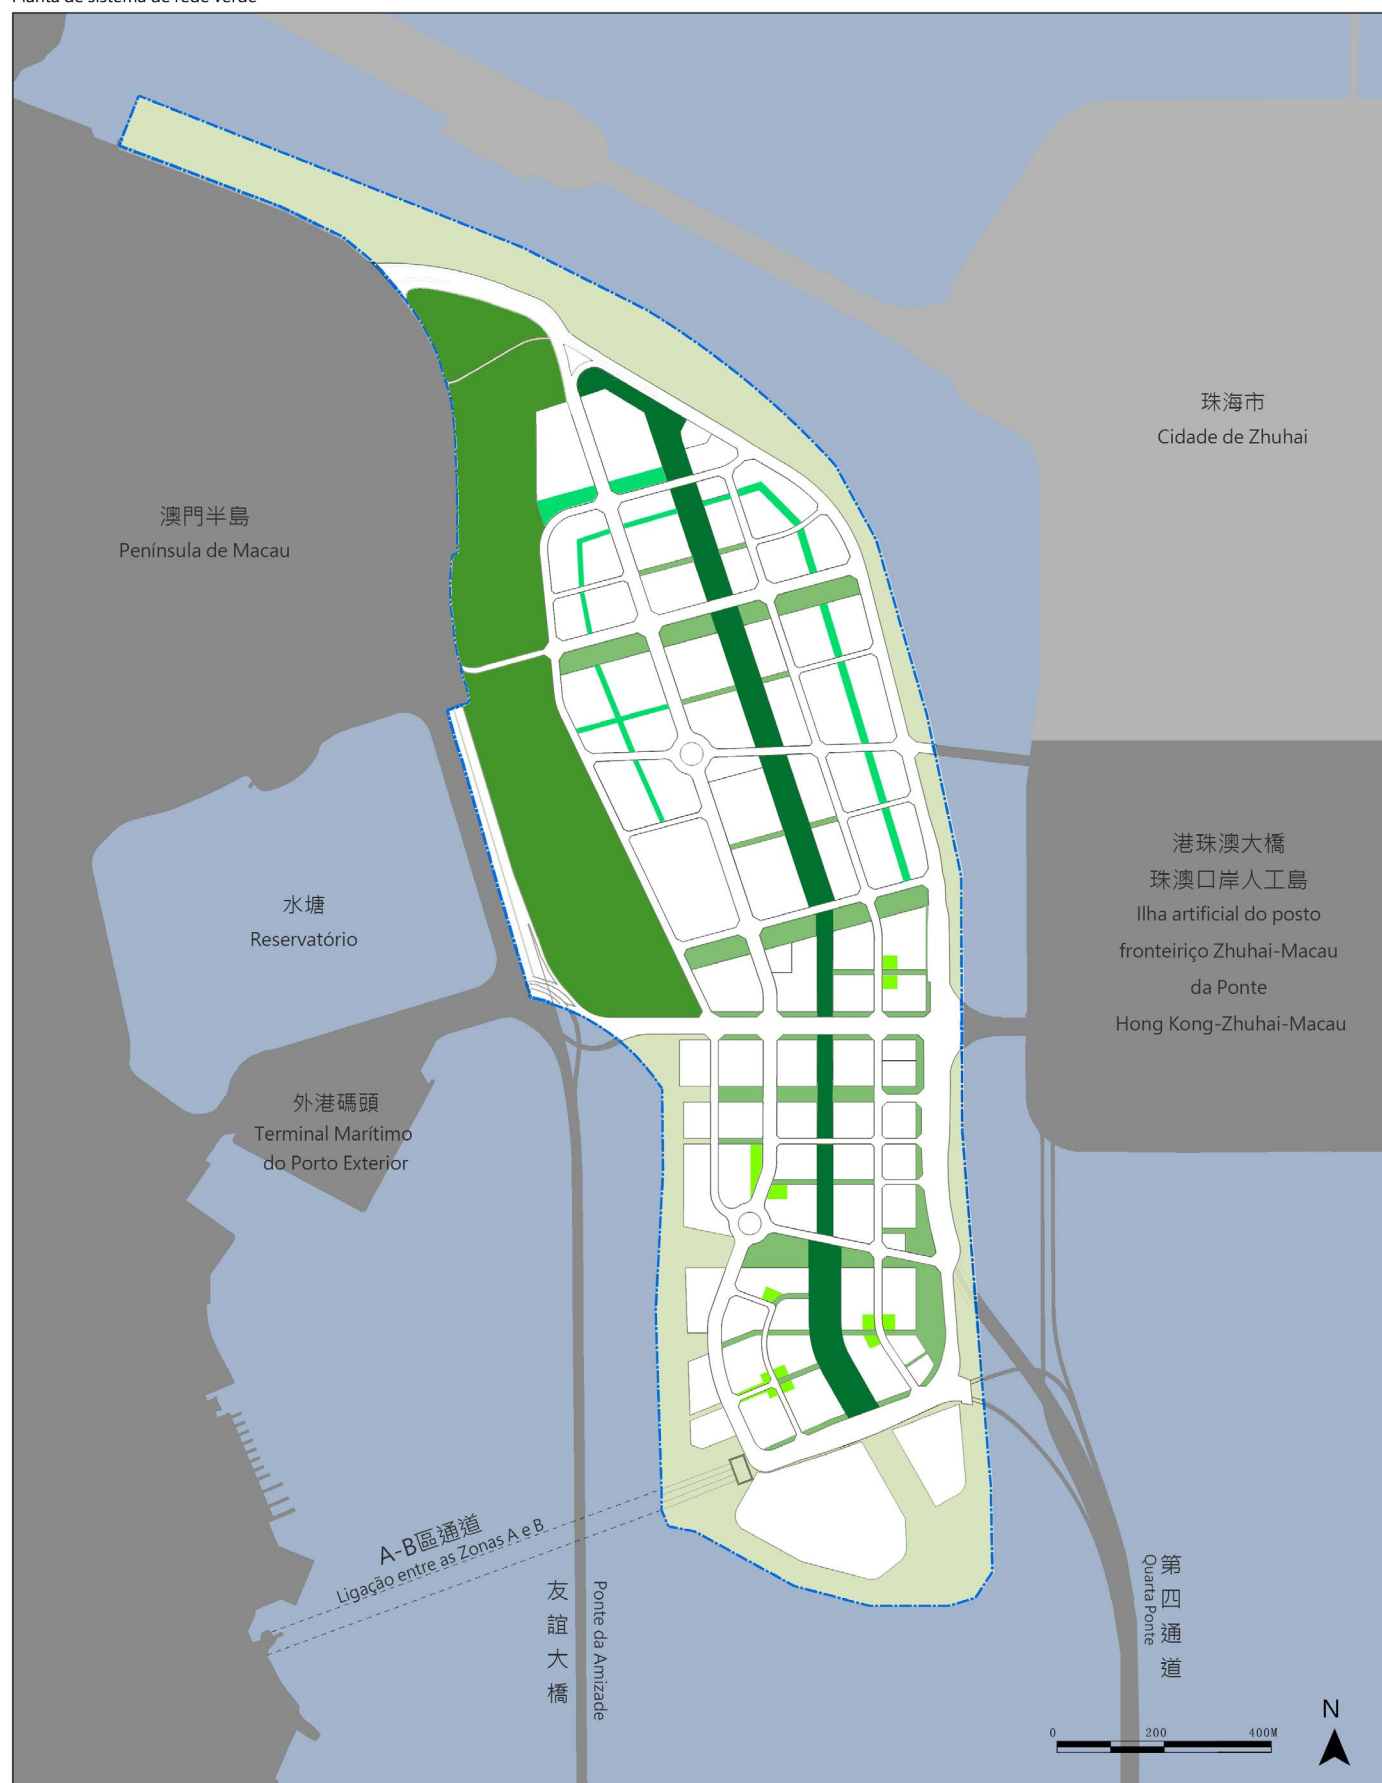 Planta de sistema de rede verde
珠海市
Cidade de Zhuhai
澳門半島
Península de Macau
港珠澳大橋
珠澳口岸人工島
Ilha artificial do posto
fronteiriço Zhuhai-Macau
da Ponte
Hong Kong-Zhuhai-Macau
水塘
Reservatório
外港碼頭
Terminal Marítimo
do Porto Exterior
A-B區通道
Ligação entre as Zonas A e B
友誼大橋
Ponte da Amizade
第四通道
Quarta Ponte
N
0 200 400M